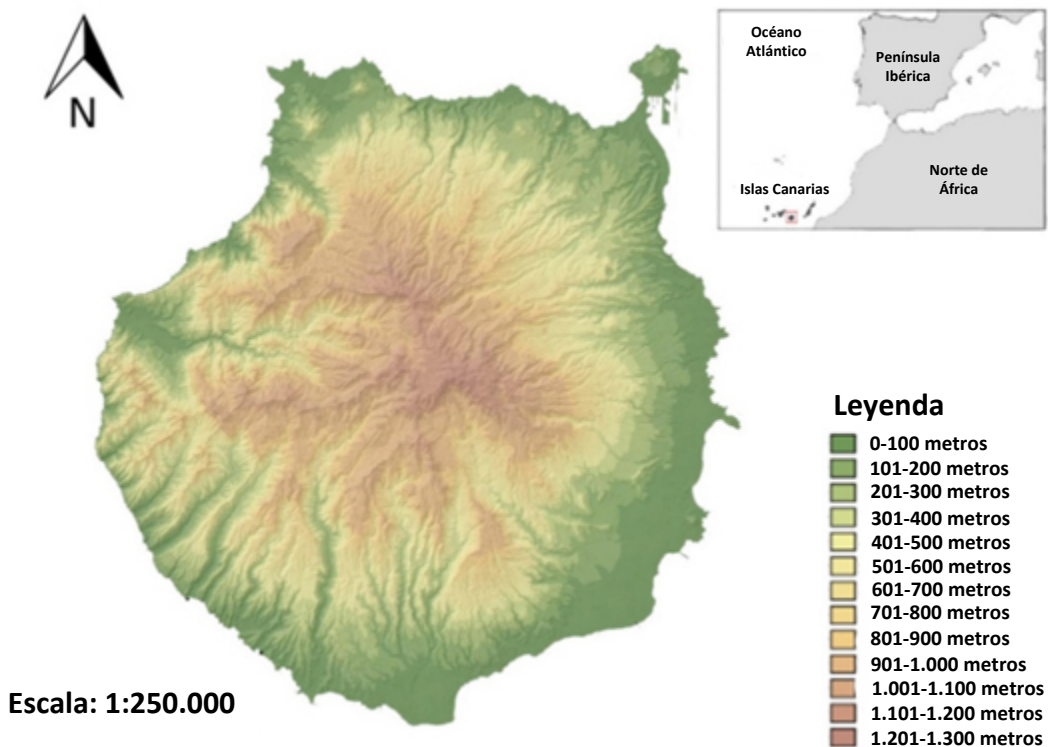 N
Océano
Atlántico
Península
Ibérica
Norte de
África
Islas Canarias
Leyenda
0-100 metros
101-200 metros
201-300 metros
301-400 metros
401-500 metros
501-600 metros
601-700 metros
701-800 metros
801-900 metros
901-1.000 metros
1.001-1.100 metros
1.101-1.200 metros
1.201-1.300 metros
Escala: 1:250.000